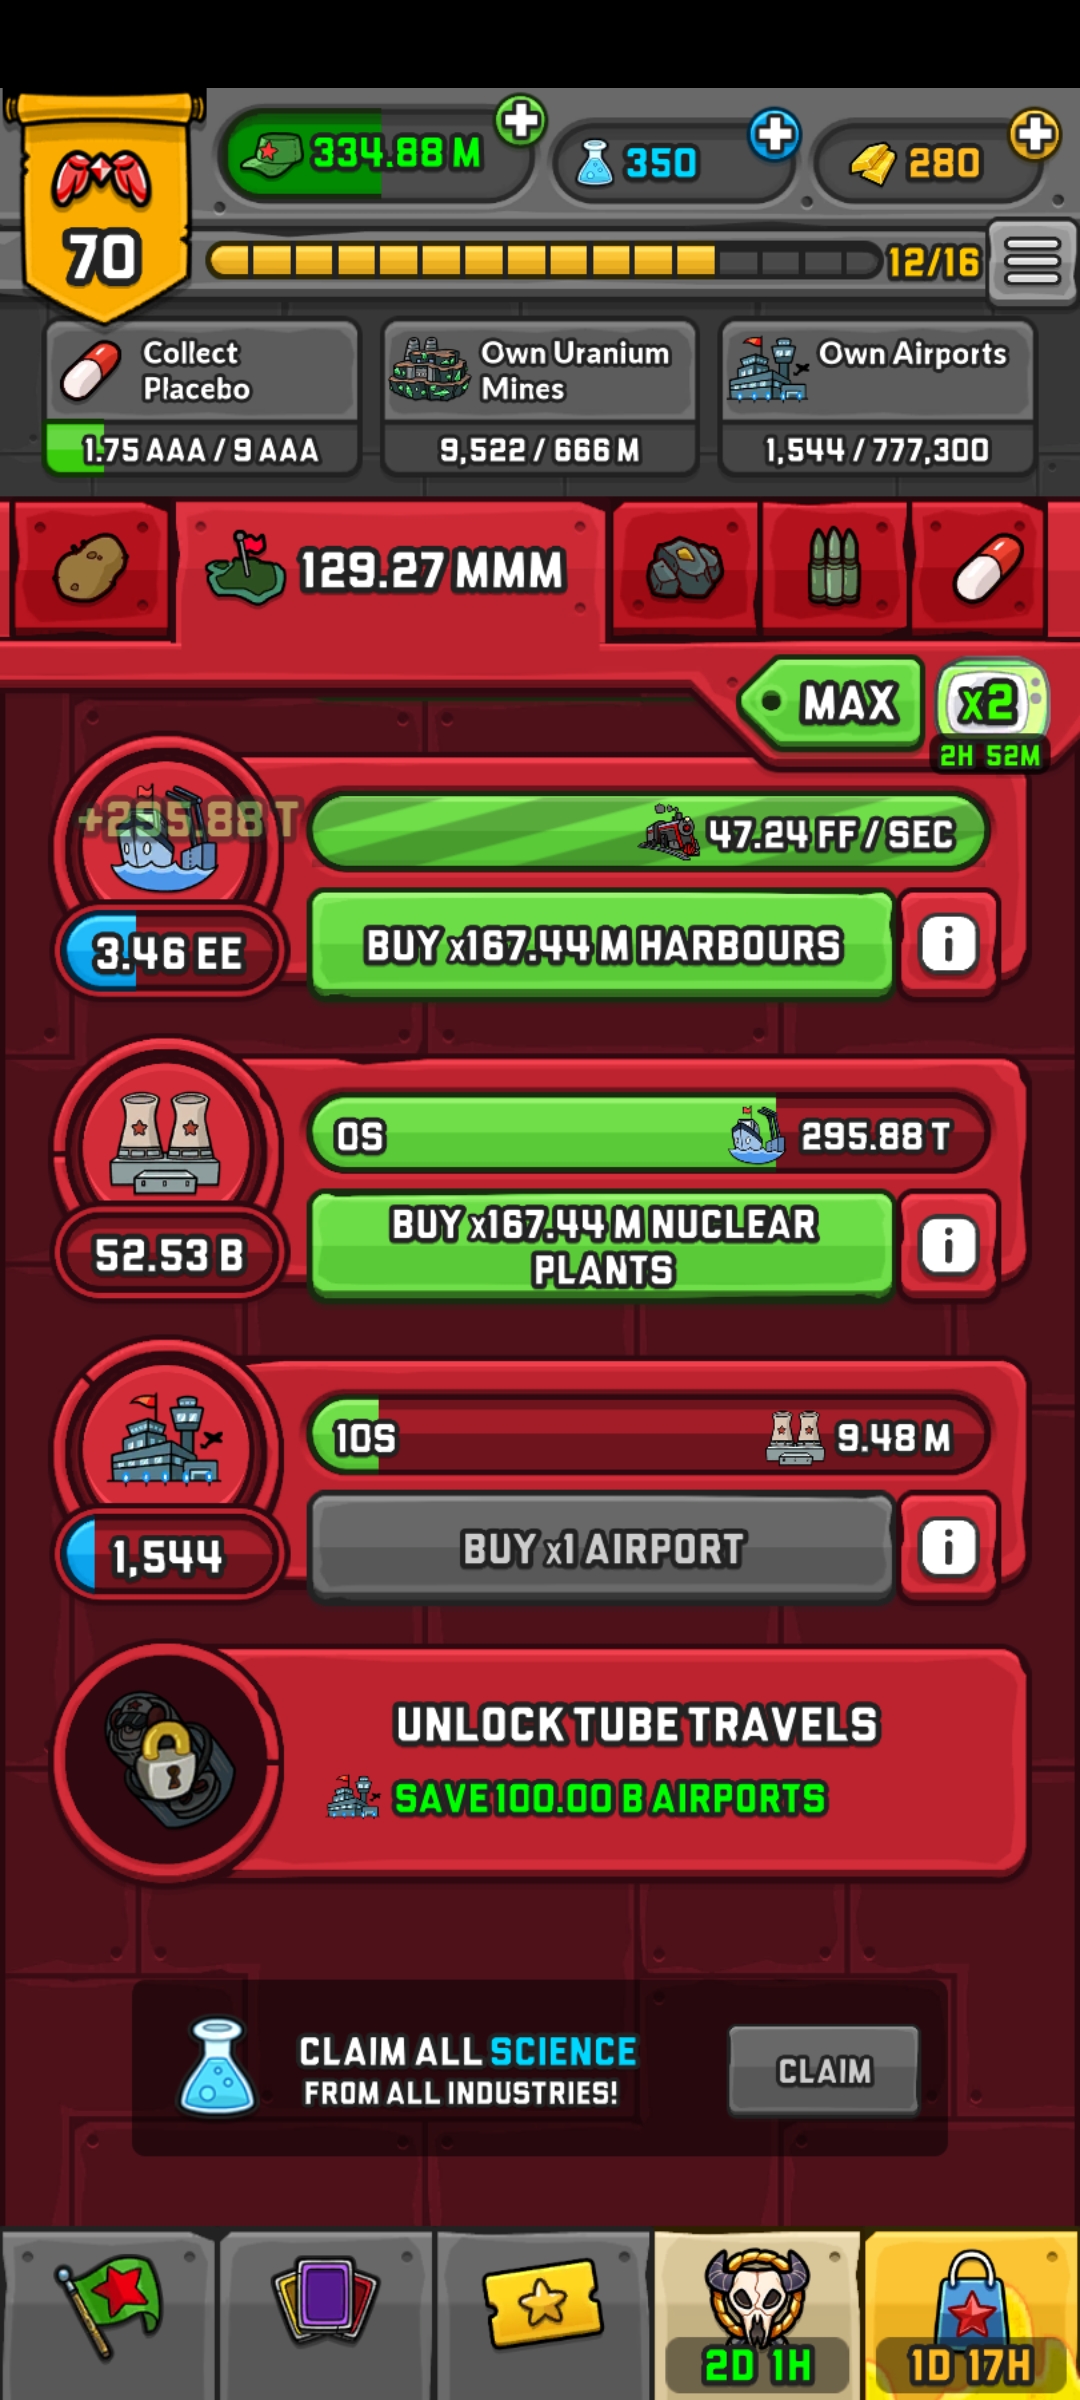 334.88 M
350
280
70
12/16
Collect
Placebo
Own Uranium
Mines
Own Airports
1.75 AAA / 9 AAA
9,522 / 666 M
1,544 / 777,300
129.27 MMM
MAX
x2
2H 52M
+295.88 T
47.24 FF / SEC
3.46 EE
BUY x167.44 M HARBOURS
i
0S
295.88 T
52.53 B
BUY x167.44 M NUCLEAR
PLANTS
i
10S
9.48 M
1,544
BUY x1 AIRPORT
i
UNLOCK TUBE TRAVELS
SAVE 100.00 B AIRPORTS
CLAIM ALL SCIENCE
FROM ALL INDUSTRIES!
CLAIM
2D 1H
1D 17H